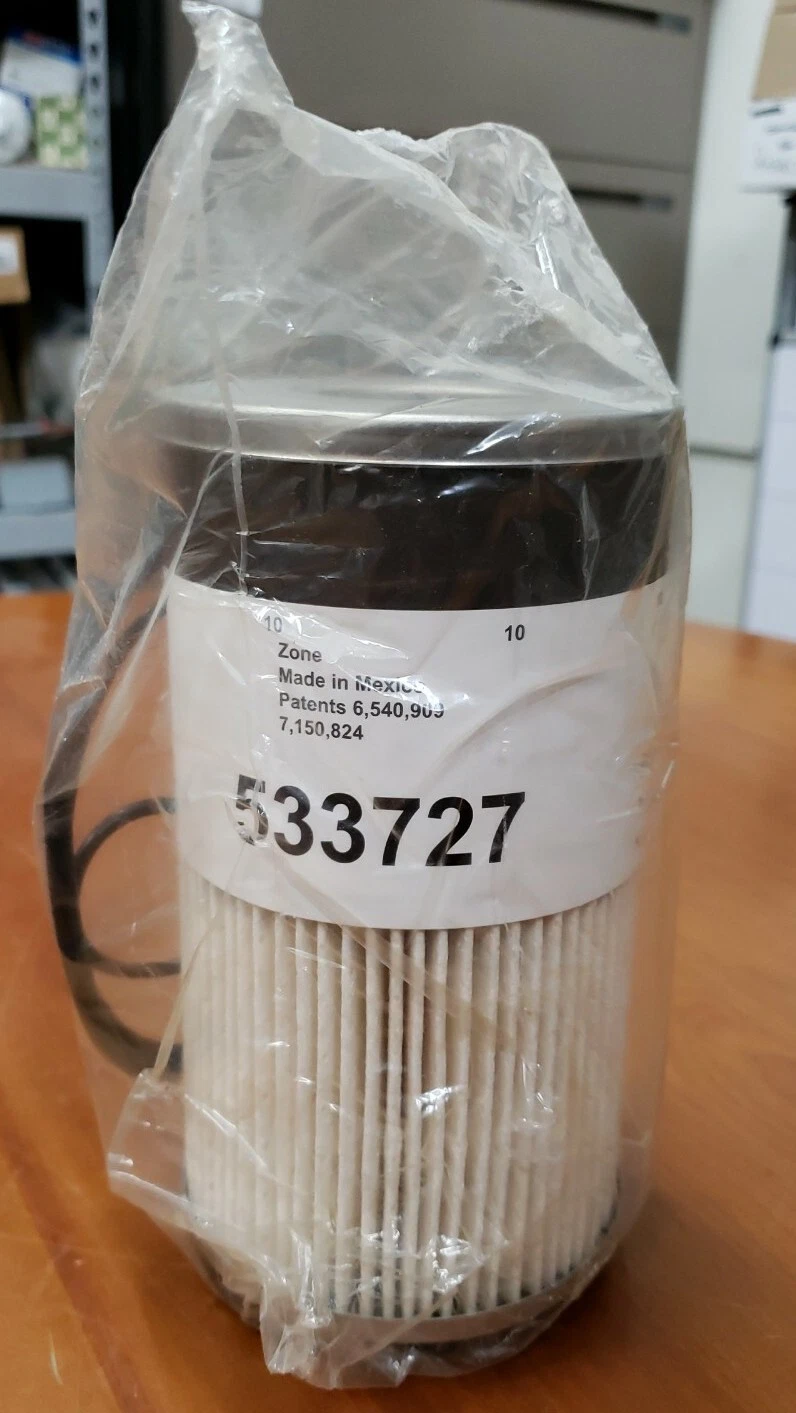 10 10
Zone
Made in Mexico
Patents 6,540,909
7,150,824
533727